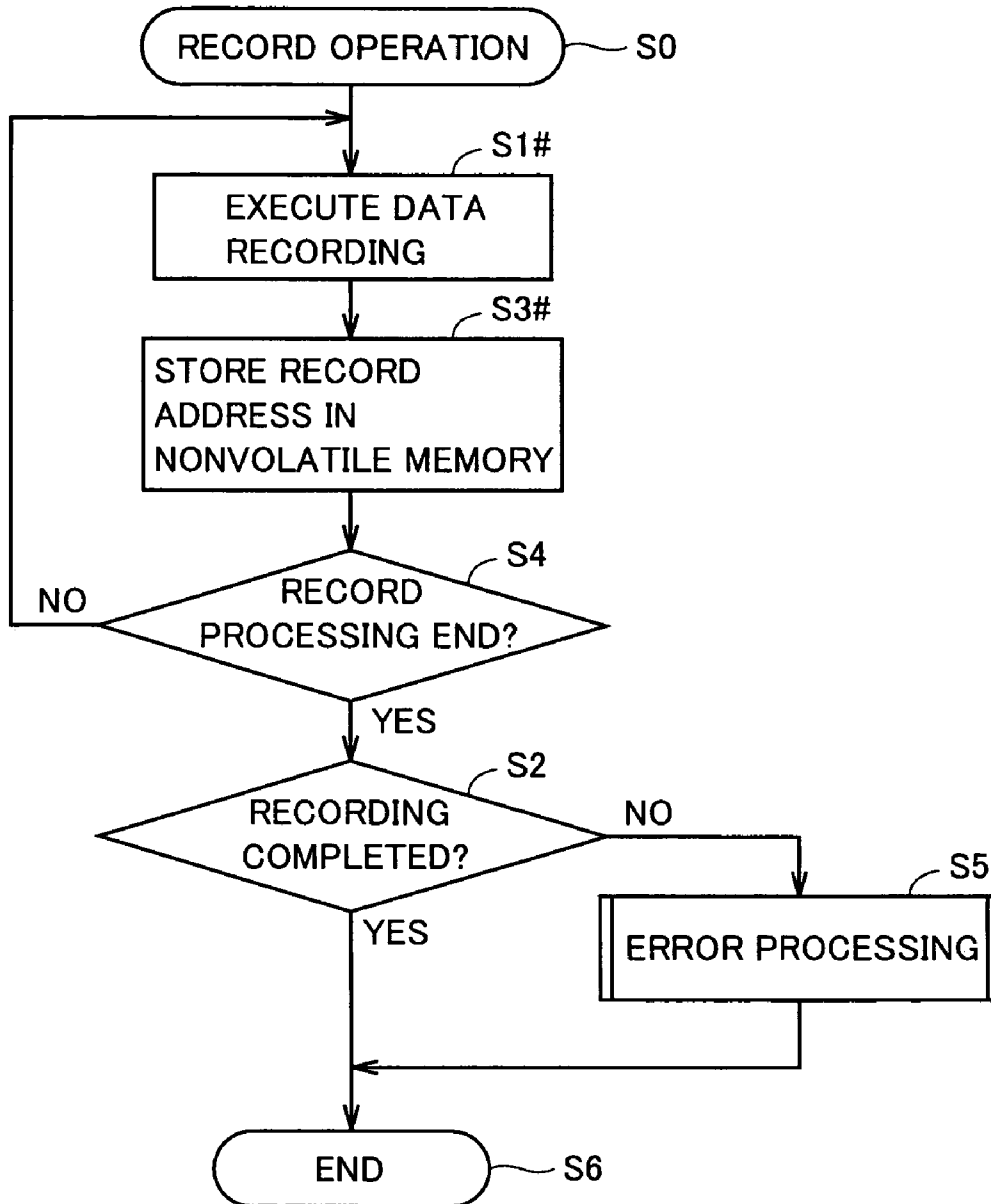 RECORD OPERATION
S0
S1#
EXECUTE DATA
RECORDING
S3#
STORE RECORD
ADDRESS IN
NONVOLATILE MEMORY
S4
RECORD
PROCESSING END?
NO
YES
S2
RECORDING
COMPLETED?
NO
YES
S5
ERROR PROCESSING
END
S6